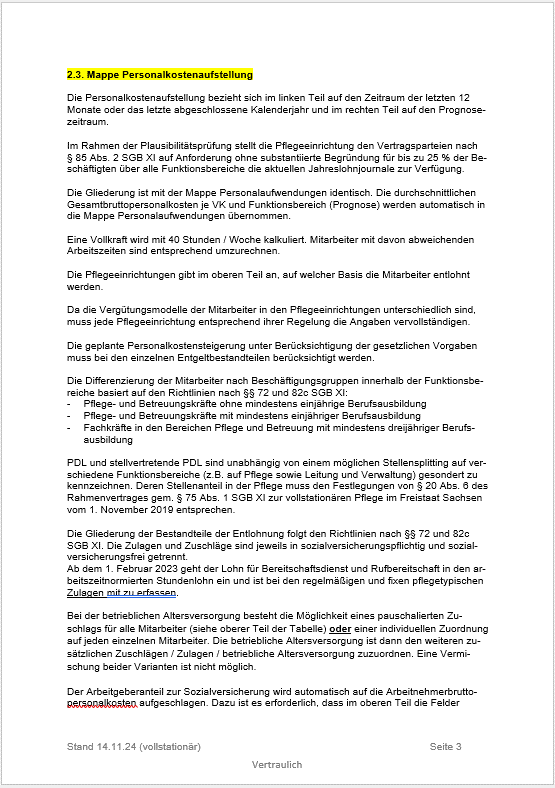 2.3. Mappe Personalkostenaufstellung
Die Personalkostenaufstellung bezieht sich im linken Teil auf den Zeitraum der letzten 12
Monate oder das letzte abgeschlossene Kalenderjahr und im rechten Teil auf den Prognose-
zeitraum.
Im Rahmen der Plausibilitätsprüfung stellt die Pflegeeinrichtung den Vertragsparteien nach
§ 85 Abs. 2 SGB XI auf Anforderung ohne substantiierte Begründung für bis zu 25 % der Be-
schäftigten über alle Funktionsbereiche die aktuellen Jahreslohnjournale zur Verfügung.
Die Gliederung ist mit der Mappe Personalaufwendungen identisch. Die durchschnittlichen
Gesamtbruttopersonalkosten je VK und Funktionsbereich (Prognose) werden automatisch in
die Mappe Personalaufwendungen übernommen.
Eine Vollkraft wird mit 40 Stunden / Woche kalkuliert. Mitarbeiter mit davon abweichenden
Arbeitszeiten sind entsprechend umzurechnen.
Die Pflegeeinrichtungen gibt im oberen Teil an, auf welcher Basis die Mitarbeiter entlohnt
werden.
Da die Vergütungsmodelle der Mitarbeiter in den Pflegeeinrichtungen unterschiedlich sind,
muss jede Pflegeeinrichtung entsprechend ihrer Regelung die Angaben vervollständigen.
Die geplante Personalkostensteigerung unter Berücksichtigung der gesetzlichen Vorgaben
muss bei den einzelnen Entgeltbestandteilen berücksichtigt werden.
Die Differenzierung der Mitarbeiter nach Beschäftigungsgruppen innerhalb der Funktionsbe-
reiche basiert auf den Richtlinien nach §§ 72 und 82c SGB XI:
- Pflege- und Betreuungskräfte ohne mindestens einjährige Berufsausbildung
- Pflege- und Betreuungskräfte mit mindestens einjähriger Berufsausbildung
- Fachkräfte in den Bereichen Pflege und Betreuung mit mindestens dreijähriger Berufs-
ausbildung
PDL und stellvertretende PDL sind unabhängig von einem möglichen Stellensplitting auf ver-
schiedene Funktionsbereiche (z.B. auf Pflege sowie Leitung und Verwaltung) gesondert zu
kennzeichnen. Deren Stellenanteil in der Pflege muss den Festlegungen von § 20 Abs. 6 des
Rahmenvertrages gem. § 75 Abs. 1 SGB XI zur vollstationären Pflege im Freistaat Sachsen
vom 1. November 2019 entsprechen.
Die Gliederung der Bestandteile der Entlohnung folgt den Richtlinien nach §§ 72 und 82c
SGB XI. Die Zulagen und Zuschläge sind jeweils in sozialversicherungspflichtig und sozial-
versicherungsfrei getrennt.
Ab dem 1. Februar 2023 geht der Lohn für Bereitschaftsdienst und Rufbereitschaft in den ar-
beitszeitnormierten Stundenlohn ein und ist bei den regelmäßigen und fixen pflegetypischen
Zulagen mit zu erfassen.
Bei der betrieblichen Altersversorgung besteht die Möglichkeit eines pauschalierten Zu-
schlags für alle Mitarbeiter (siehe oberer Teil der Tabelle) oder einer individuellen Zuordnung
auf jeden einzelnen Mitarbeiter. Die betriebliche Altersversorgung ist dann den weiteren zu-
sätzlichen Zuschlägen / Zulagen / betriebliche Altersversorgung zuzuordnen. Eine Vermi-
schung beider Varianten ist nicht möglich.
Der Arbeitgeberanteil zur Sozialversicherung wird automatisch auf die Arbeitnehmerbrutto-
personalkosten aufgeschlagen. Dazu ist es erforderlich, dass im oberen Teil die Felder
Stand 14.11.24 (vollstationär) Seite 3
Vertraulich